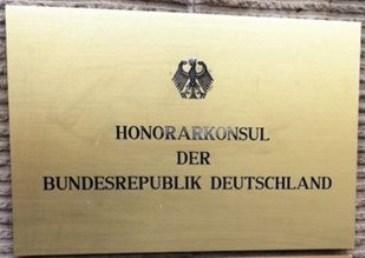 HONORARKONSUL
DER
BUNDESREPUBLIK DEUTSCHLAND